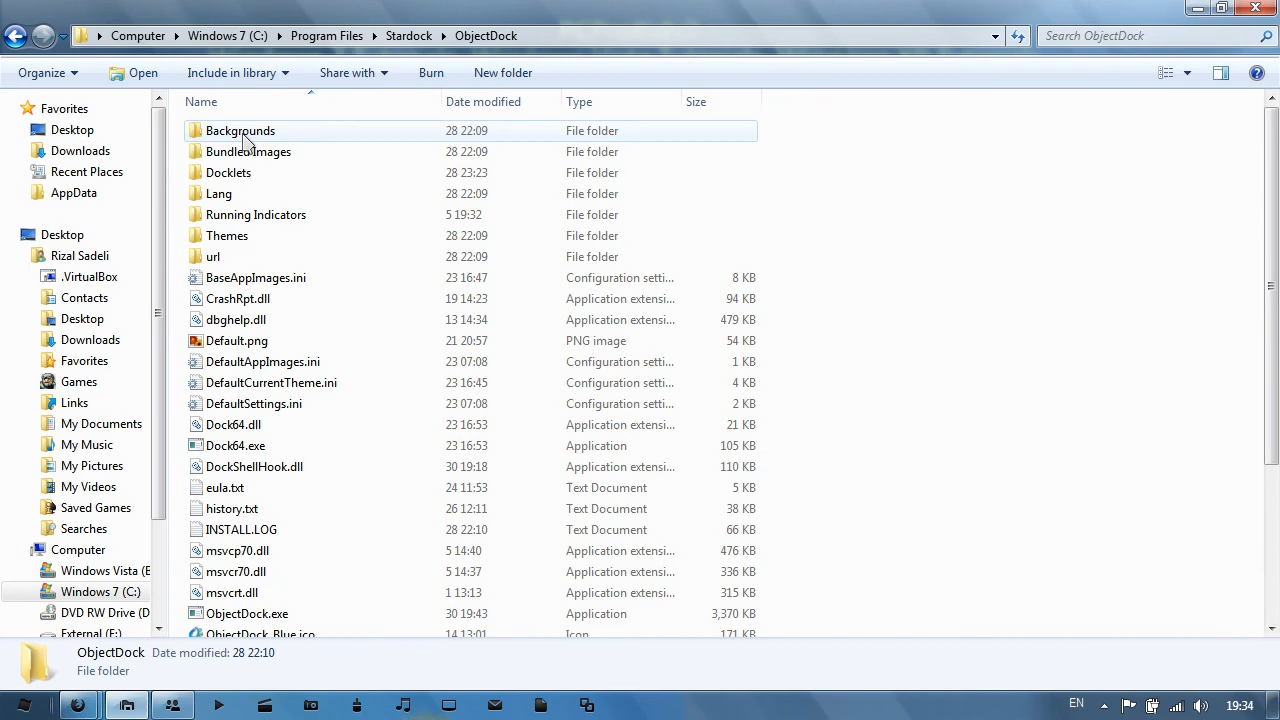 Computer Windows 7 (C:) Program Files Stardock ObjectDock Search ObjectDock
Organize Open Include in library Share with Burn New folder
Favorites
Desktop
Downloads
Recent Places
AppData
Desktop
Rizal Sadeli
.VirtualBox
Contacts
Desktop
Downloads
Favorites
Games
Links
My Documents
My Music
My Pictures
My Videos
Saved Games
Searches
Computer
Windows Vista (E
Windows 7 (C:)
DVD RW Drive (D
External (F:)
Name Date modified Type Size
Backgrounds 28 22:09 File folder
Bundled Images 28 22:09 File folder
Docklets 28 23:23 File folder
Lang 28 22:09 File folder
Running Indicators 5 19:32 File folder
Themes 28 22:09 File folder
url 28 22:09 File folder
BaseAppImages.ini 23 16:47 Configuration setti... 8 KB
CrashRpt.dll 19 14:23 Application extensi... 94 KB
dbghelp.dll 13 14:34 Application extensi... 479 KB
Default.png 21 20:57 PNG image 54 KB
DefaultAppImages.ini 23 07:08 Configuration setti... 1 KB
DefaultCurrentTheme.ini 23 16:45 Configuration setti... 4 KB
DefaultSettings.ini 23 07:08 Configuration setti... 2 KB
Dock64.dll 23 16:53 Application extensi... 21 KB
Dock64.exe 23 16:53 Application 105 KB
DockShellHook.dll 30 19:18 Application extensi... 110 KB
eula.txt 24 11:53 Text Document 5 KB
history.txt 26 12:11 Text Document 38 KB
INSTALL.LOG 28 22:10 Text Document 66 KB
msvcp70.dll 5 14:40 Application extensi... 476 KB
msvcr70.dll 5 14:37 Application extensi... 336 KB
msvcrt.dll 1 13:13 Application extensi... 315 KB
ObjectDock.exe 30 19:43 Application 3,370 KB
ObjectDock_Blue.ico 14 13:01 Icon 171 KB
ObjectDock Date modified: 28 22:10
File folder
EN 19:34